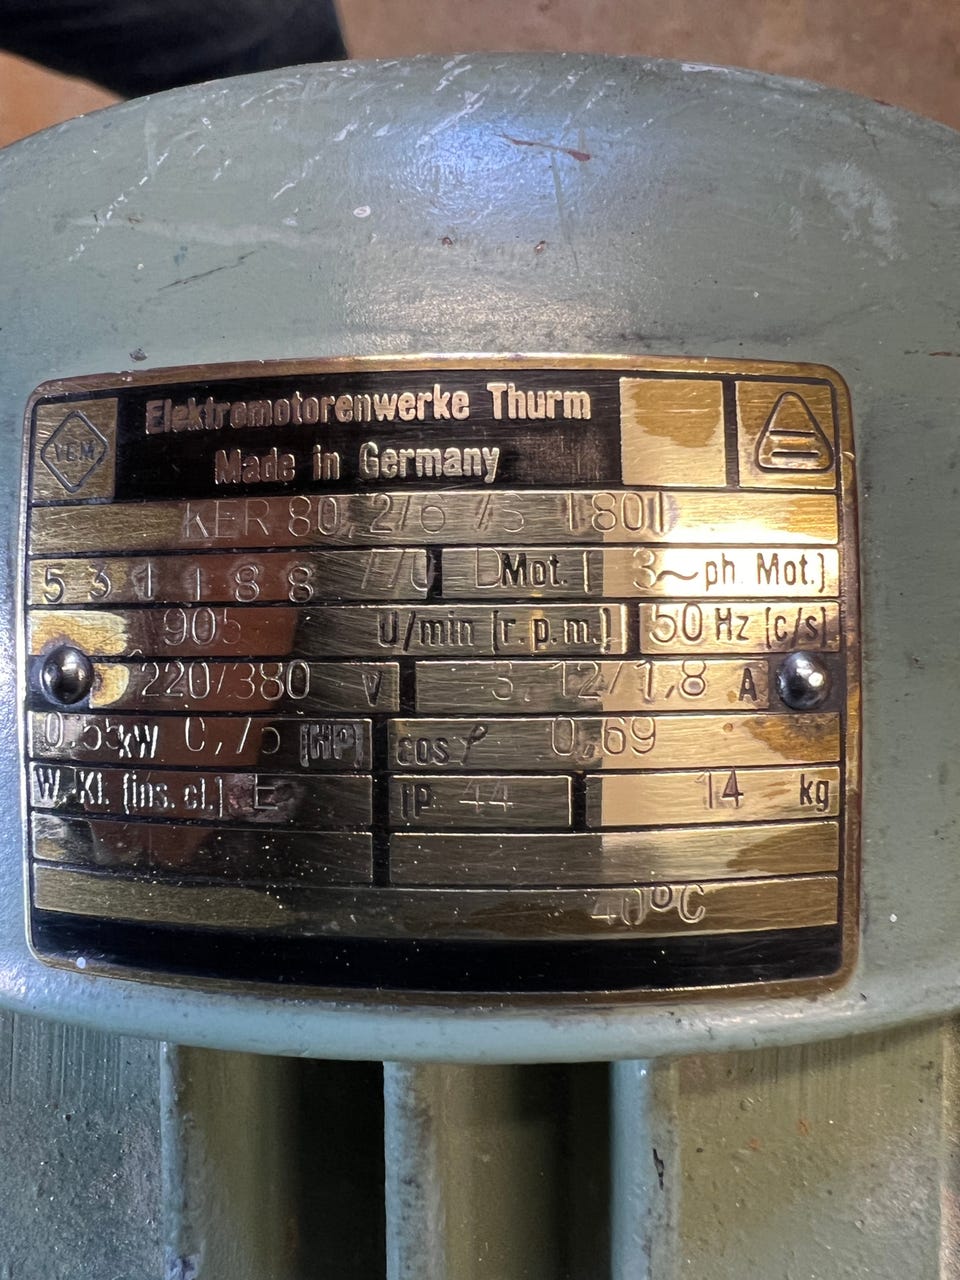 VEM
Elektromotorenwerke Thurm
Made in Germany
KER 80,2/6 /S 1801
531188 770 D Mot. [ 3~ph. Mot.]
905 U/min [r.p.m.] 50 Hz [c/s]
220/380 V 3,12/1,8 A
0,55 kW 0,75 [HP] cos φ 0,69
W.-Kl. [ins. cl.] E IP 44 14 kg
40°C